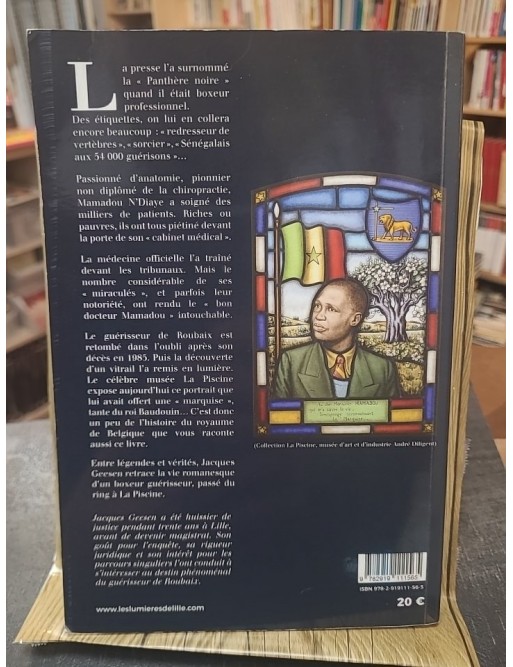 La presse l'a surnommé
la « Panthère noire »
quand il était boxeur
professionnel.
Des étiquettes, on lui en collera
encore beaucoup : « redresseur de
vertèbres », « sorcier », « Sénégalais
aux 54 000 guérisons »...
Passionné d'anatomie, pionnier
non diplômé de la chiropractie,
Mamadou N'Diaye a soigné des
milliers de patients. Riches ou
pauvres, ils ont tous piétiné devant
la porte de son « cabinet médical ».
La médecine officielle l'a traîné
devant les tribunaux. Mais le
nombre considérable de ses
« miraculés », et parfois leur
notoriété, ont rendu le « bon
docteur Mamadou » intouchable.
Le guérisseur de Roubaix est
retombé dans l'oubli après son
décès en 1985. Puis la découverte
d'un vitrail l'a remis en lumière.
Le célèbre musée La Piscine
expose aujourd'hui ce portrait que
lui avait offert une « marquise »,
tante du roi Baudouin... C'est donc
un peu de l'histoire du royaume
de Belgique que vous raconte
aussi ce livre.
Entre légendes et vérités, Jacques
Geesen retrace la vie romanesque
d'un boxeur guérisseur, passé du
ring à La Piscine.
Jacques Geesen a été huissier de
justice pendant trente ans à Lille,
avant de devenir magistrat. Son
goût pour l'enquête, sa rigueur
juridique et son intérêt pour les
parcours singuliers l'ont conduit à
s'intéresser au destin phénoménal
du guérisseur de Roubaix.
www.leslumieresdelille.com
MAMADOU
(Collection La Piscine, musée d'art et d'industrie André Diligent)
9 782919 111565
ISBN 978-2-919111-56-5
20 €